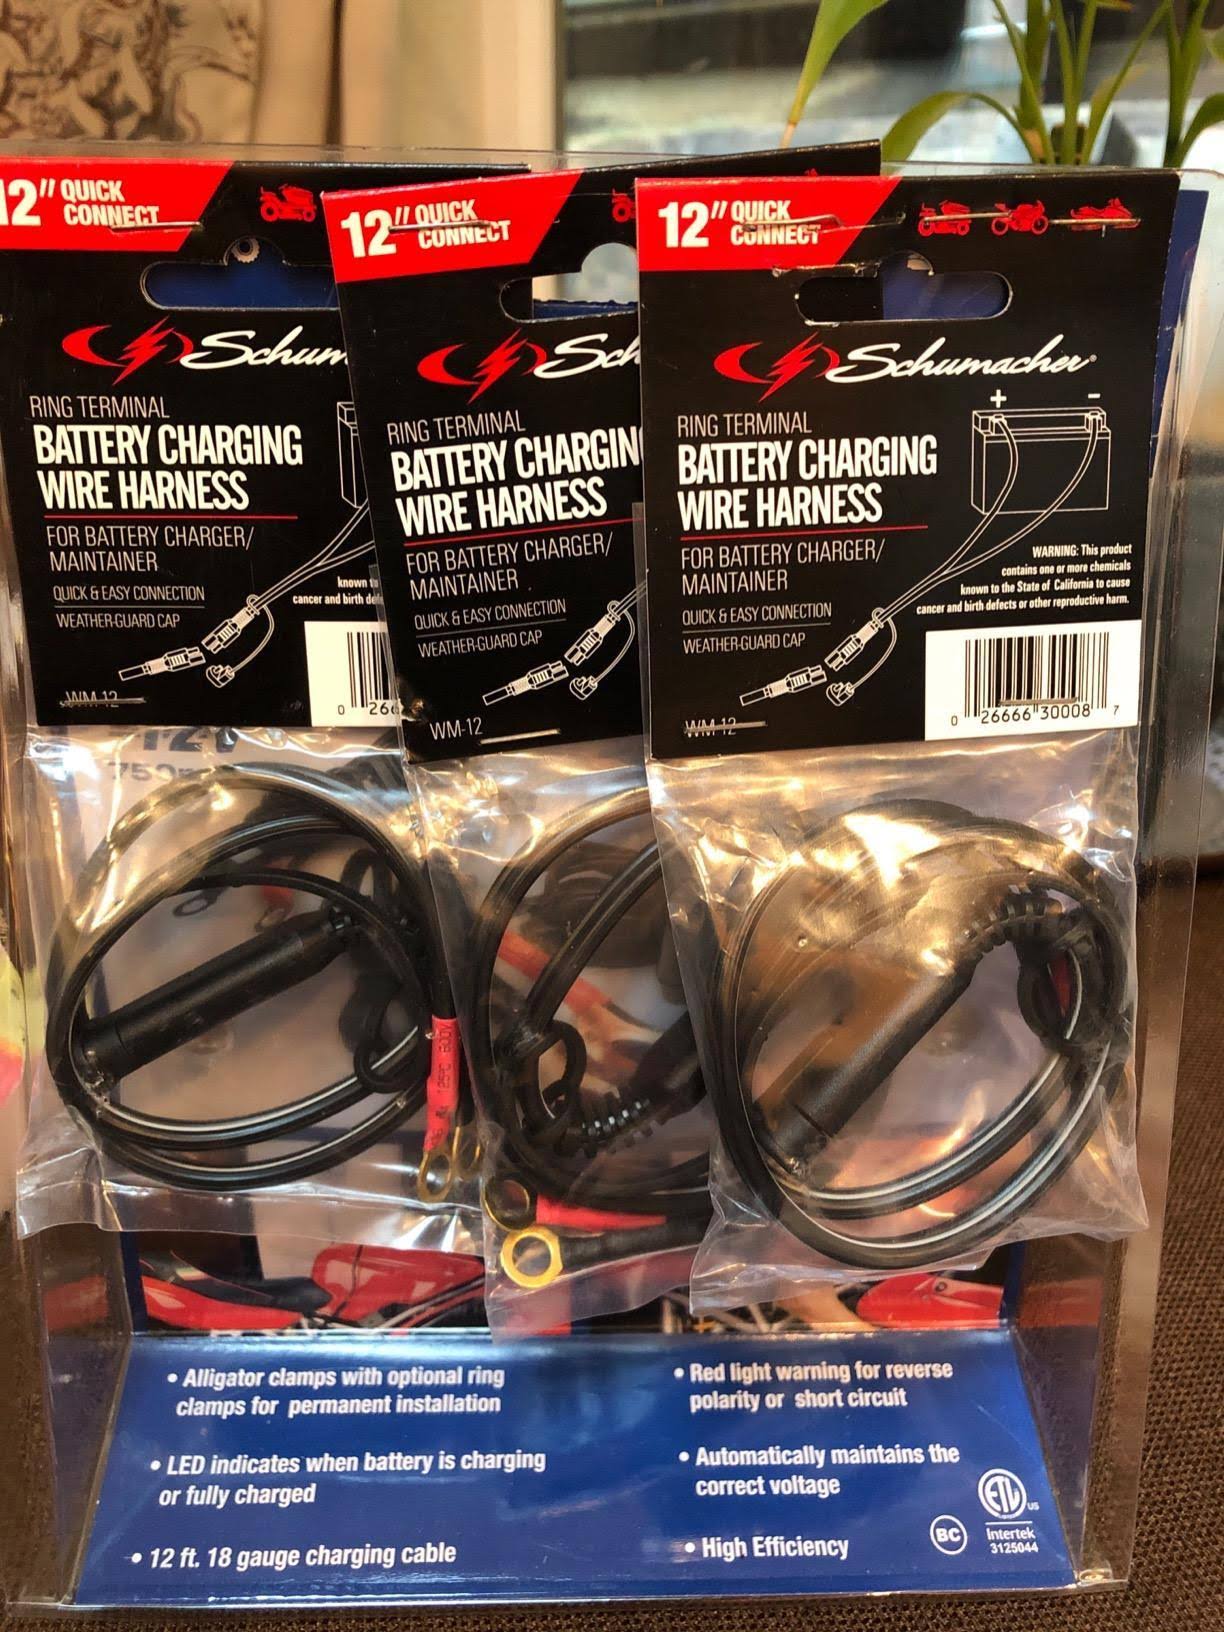 12" QUICK
CONNECT
Schum
RING TERMINAL
BATTERY CHARGING
WIRE HARNESS
FOR BATTERY CHARGER/
MAINTAINER
QUICK & EASY CONNECTION
WEATHER-GUARD CAP
known to
cancer and birth def
WM-12
0 266
12" QUICK
CONNECT
Sch
RING TERMINAL
BATTERY CHARGIN
WIRE HARNESS
FOR BATTERY CHARGER/
MAINTAINER
QUICK & EASY CONNECTION
WEATHER-GUARD CAP
WM-12
12" QUICK
CONNECT
Schumacher®
+ -
RING TERMINAL
BATTERY CHARGING
WIRE HARNESS
FOR BATTERY CHARGER/
MAINTAINER
QUICK & EASY CONNECTION
WEATHER-GUARD CAP
WARNING: This product
contains one or more chemicals
known to the State of California to cause
cancer and birth defects or other reproductive harm.
WM-12
0 26666 30008 7
125°C 600V
• Alligator clamps with optional ring
clamps for permanent installation
• LED indicates when battery is charging
or fully charged
• 12 ft. 18 gauge charging cable
• Red light warning for reverse
polarity or short circuit
• Automatically maintains the
correct voltage
• High Efficiency
BC
ETL US
Intertek
3125044